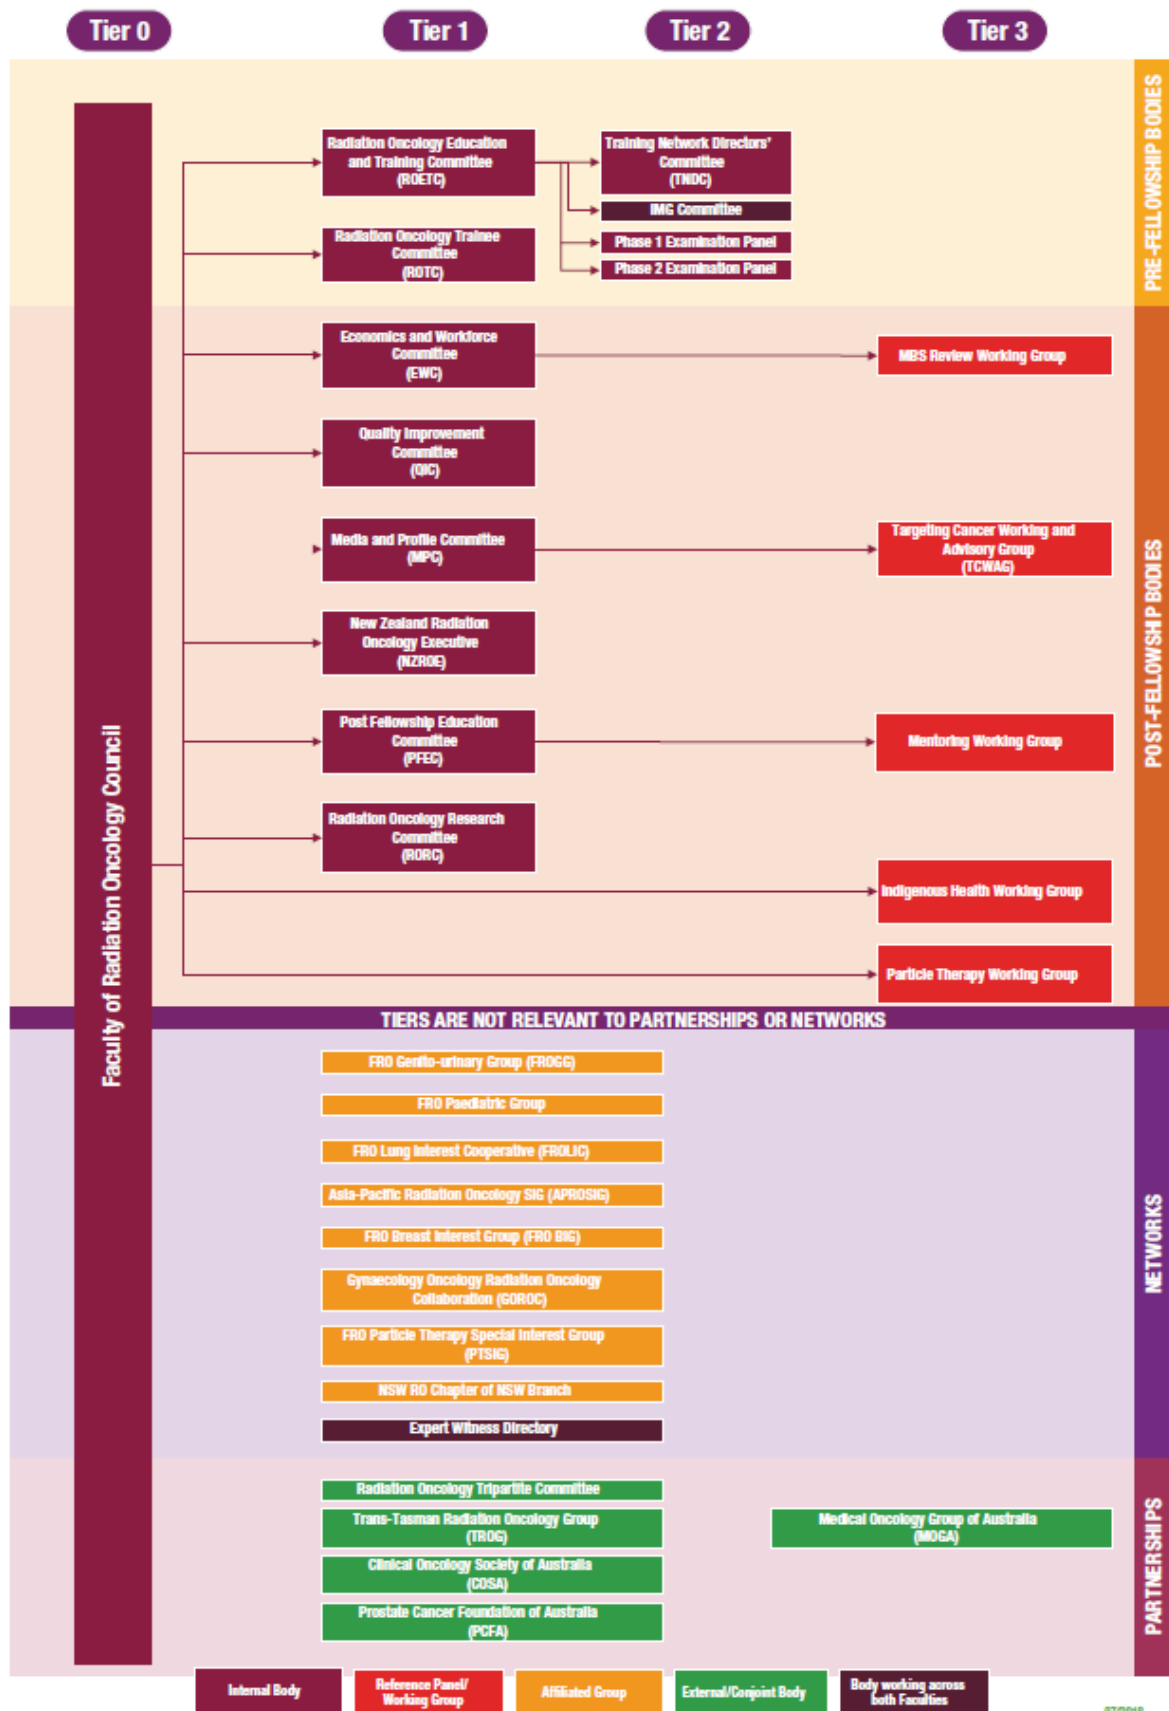 Tier 0
Tier 1
Tier 2
Tier 3
Faculty of Radiation Oncology Council
PRE-FELLOWSHIP BODIES
Radiation Oncology Education
and Training Committee
(ROETC)
Training Network Directors'
Committee
(TNDC)
IMG Committee
Radiation Oncology Trainee
Committee
(ROTC)
Phase 1 Examination Panel
Phase 2 Examination Panel
POST-FELLOWSHIP BODIES
Economics and Workforce
Committee
(EWC)
MBS Review Working Group
Quality Improvement
Committee
(QIC)
Media and Profile Committee
(MPC)
Targeting Cancer Working and
Advisory Group
(TCWAG)
New Zealand Radiation
Oncology Executive
(NZROE)
Post Fellowship Education
Committee
(PFEC)
Mentoring Working Group
Radiation Oncology Research
Committee
(RORC)
Indigenous Health Working Group
Particle Therapy Working Group
TIERS ARE NOT RELEVANT TO PARTNERSHIPS OR NETWORKS
NETWORKS
FRO Genito-urinary Group (FROGG)
FRO Paediatric Group
FRO Lung Interest Cooperative (FROLIC)
Asia-Pacific Radiation Oncology SIG (APROSIG)
FRO Breast Interest Group (FRO BIG)
Gynaecology Oncology Radiation Oncology
Collaboration (GOROC)
FRO Particle Therapy Special Interest Group
(PTSIG)
NSW RO Chapter of NSW Branch
Expert Witness Directory
PARTNERSHIPS
Radiation Oncology Tripartite Committee
Trans-Tasman Radiation Oncology Group
(TROG)
Medical Oncology Group of Australia
(MOGA)
Clinical Oncology Society of Australia
(COSA)
Prostate Cancer Foundation of Australia
(PCFA)
Internal Body
Reference Panel/
Working Group
Affiliated Group
External/Conjoint Body
Body working across
both Faculties